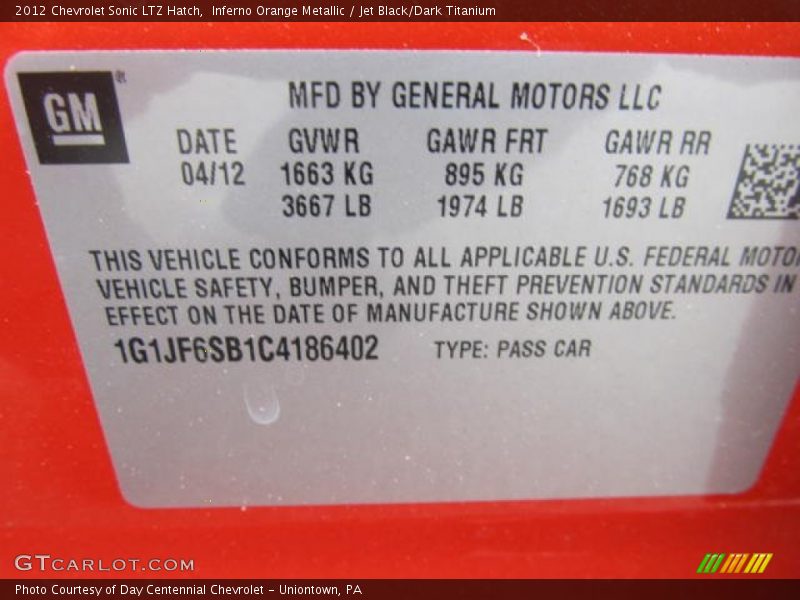 2012 Chevrolet Sonic LTZ Hatch,  Inferno Orange Metallic / Jet Black/Dark Titanium
GM
MFD BY GENERAL MOTORS LLC
DATE GVWR GAWR FRT GAWR RR
04/12 1663 KG 895 KG 768 KG
3667 LB 1974 LB 1693 LB
THIS VEHICLE CONFORMS TO ALL APPLICABLE U.S. FEDERAL MOTO
VEHICLE SAFETY, BUMPER, AND THEFT PREVENTION STANDARDS IN
EFFECT ON THE DATE OF MANUFACTURE SHOWN ABOVE.
1G1JF6SB1C4186402 TYPE: PASS CAR
GTCARLOT.COM
Photo Courtesy of Day Centennial Chevrolet - Uniontown, PA